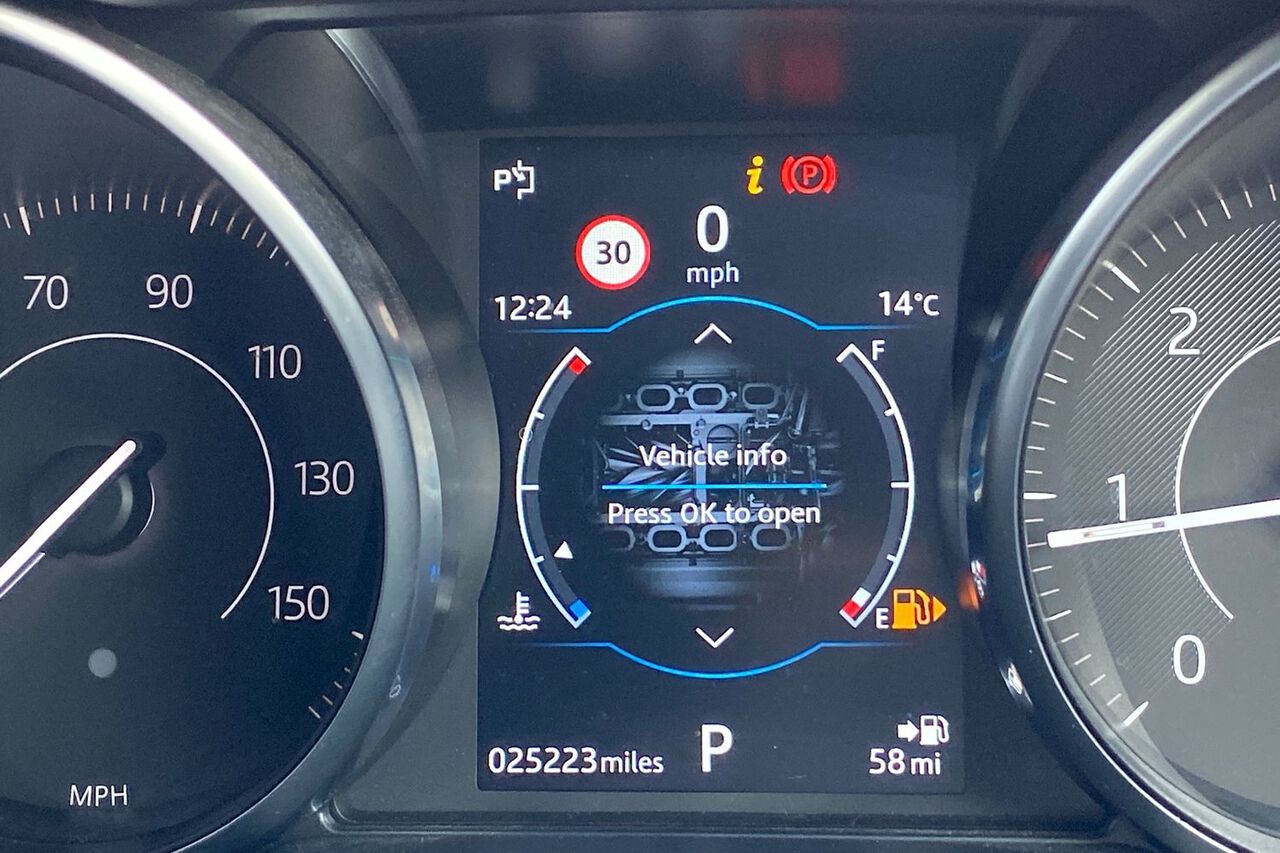 P
i
P
30
0
mph
12:24
14°C
F
Vehicle info
Press OK to open
E
025223miles
P
58 mi
70
90
110
130
150
MPH
2
1
0